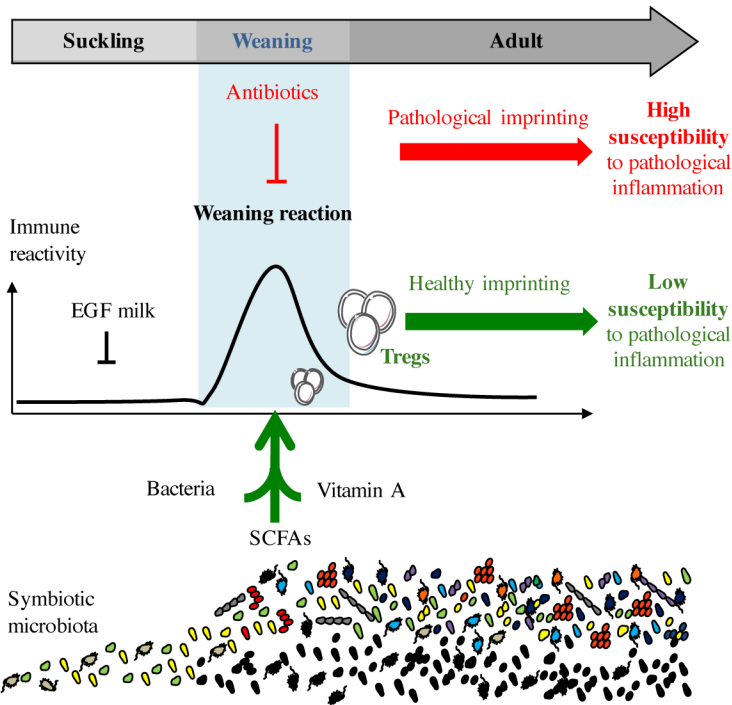 Suckling
Weaning
Adult
Antibiotics
Pathological imprinting
High
susceptibility
to pathological
inflammation
Weaning reaction
Immune
reactivity
EGF milk
Healthy imprinting
Low
susceptibility
to pathological
inflammation
Tregs
Bacteria
Vitamin A
SCFAs
Symbiotic
microbiota